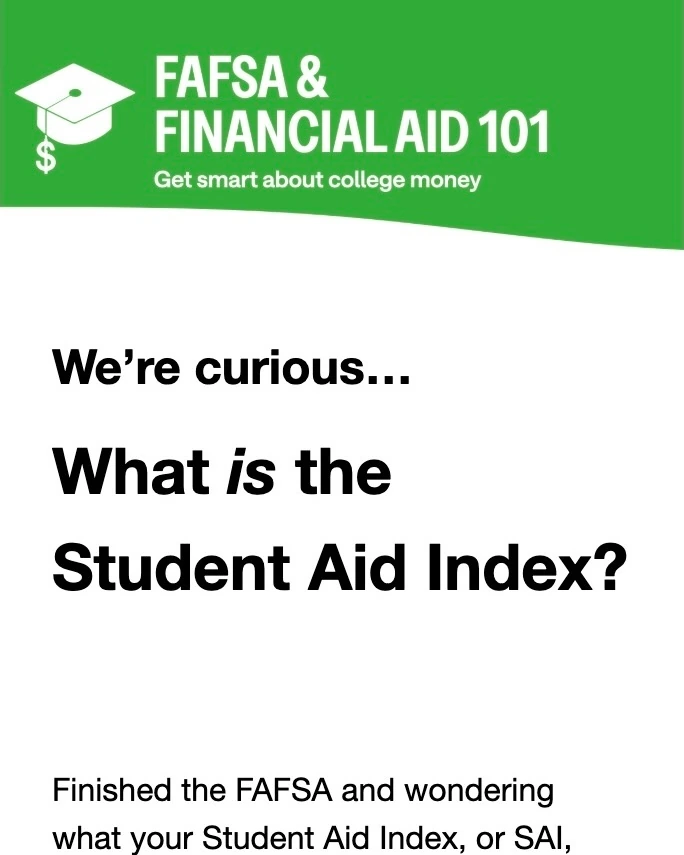 FAFSA &
FINANCIAL AID 101
$
Get smart about college money
We’re curious...
What is the
Student Aid Index?
Finished the FAFSA and wondering
what your Student Aid Index, or SAI,